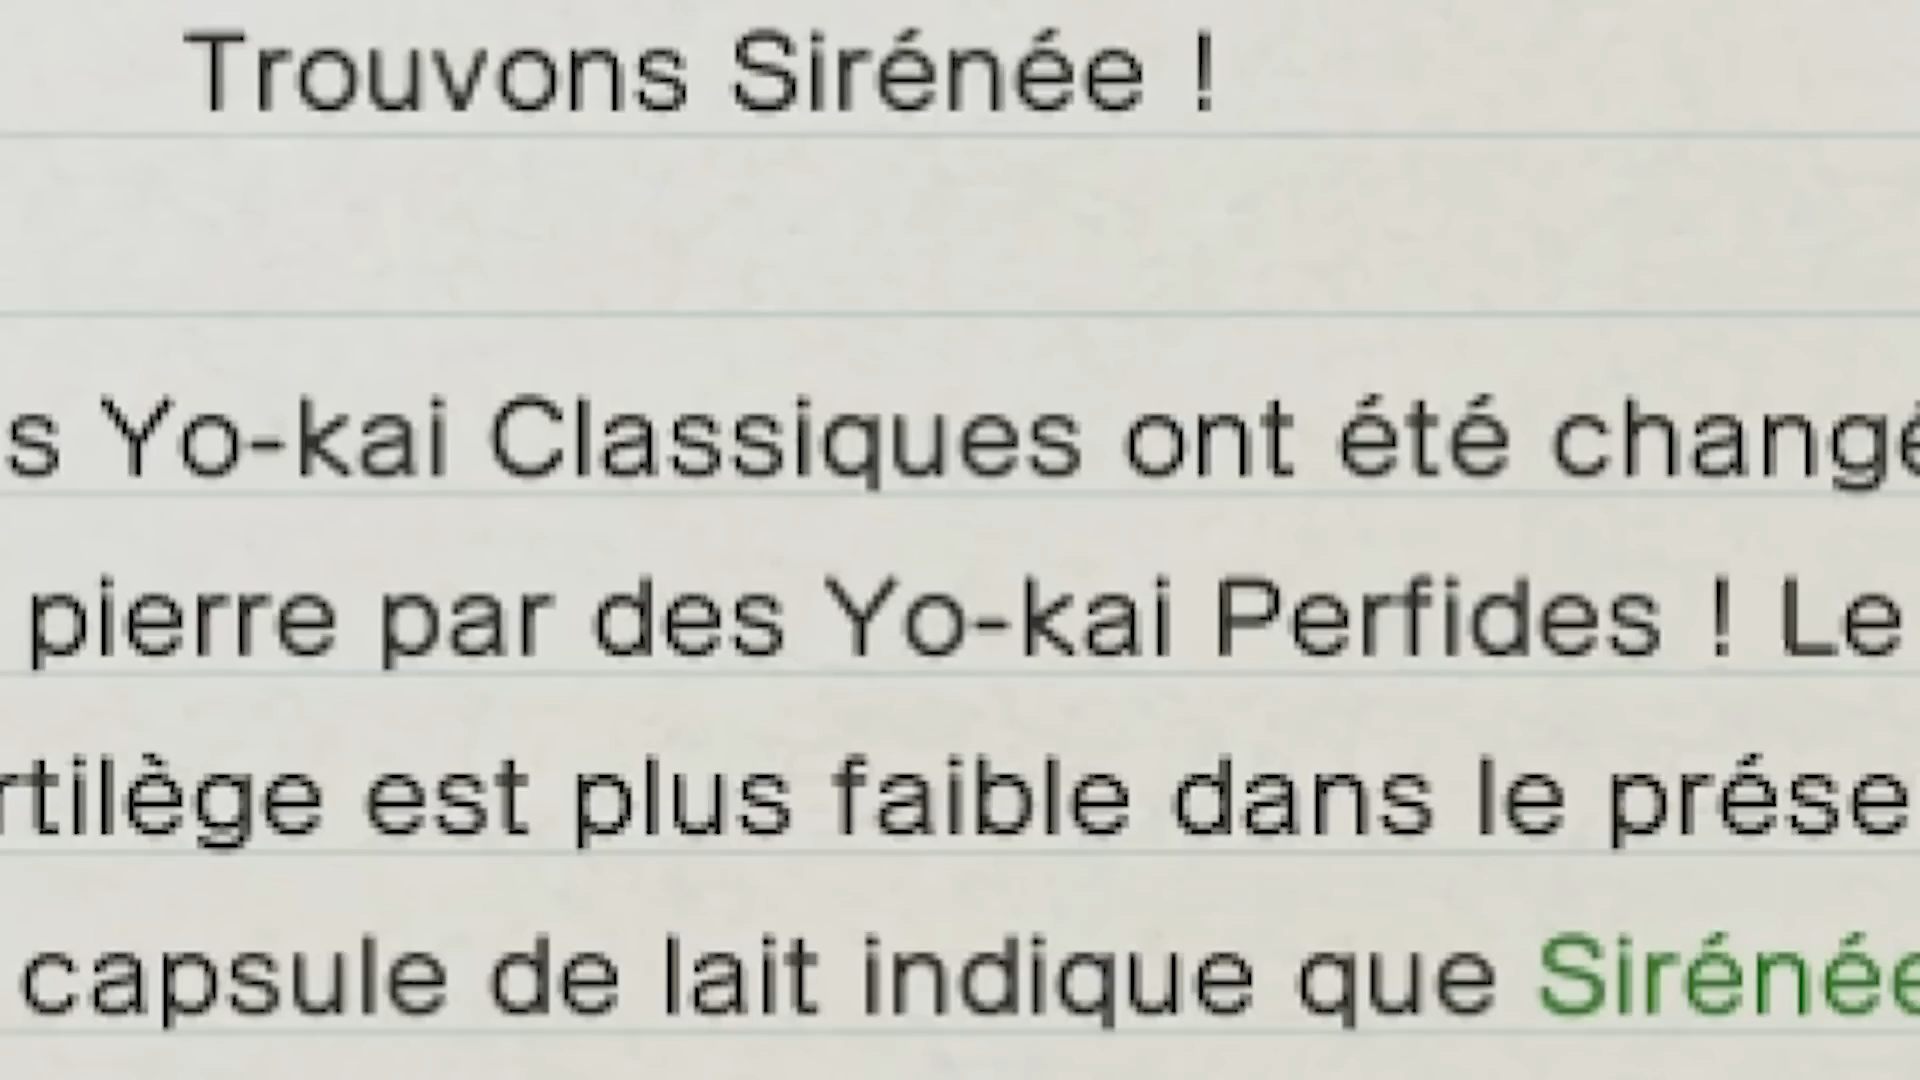 Trouvons Sirénée !
s Yo-kai Classiques ont été changé
pierre par des Yo-kai Perfides ! Le
rtilège est plus faible dans le prése
capsule de lait indique que Sirénée